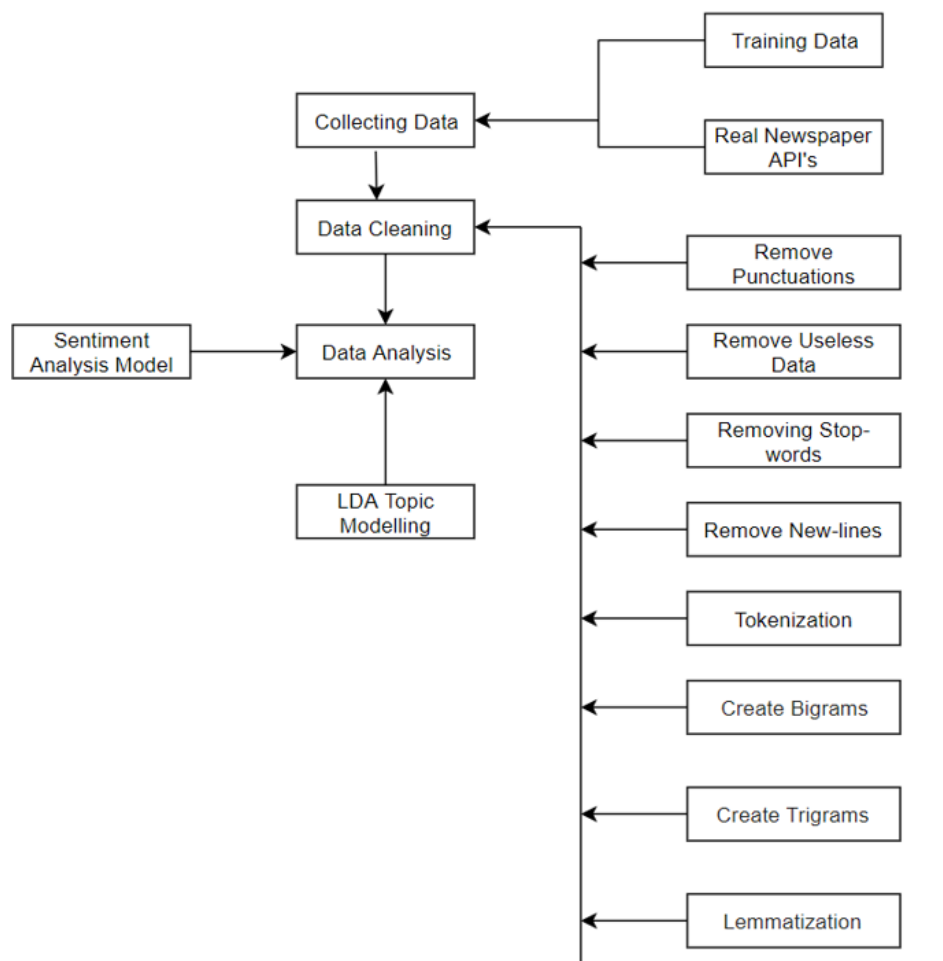 Training Data
Collecting Data
Real Newspaper
API's
Data Cleaning
Remove
Punctuations
Sentiment
Analysis Model
Data Analysis
Remove Useless
Data
Removing Stop-
words
LDA Topic
Modelling
Remove New-lines
Tokenization
Create Bigrams
Create Trigrams
Lemmatization